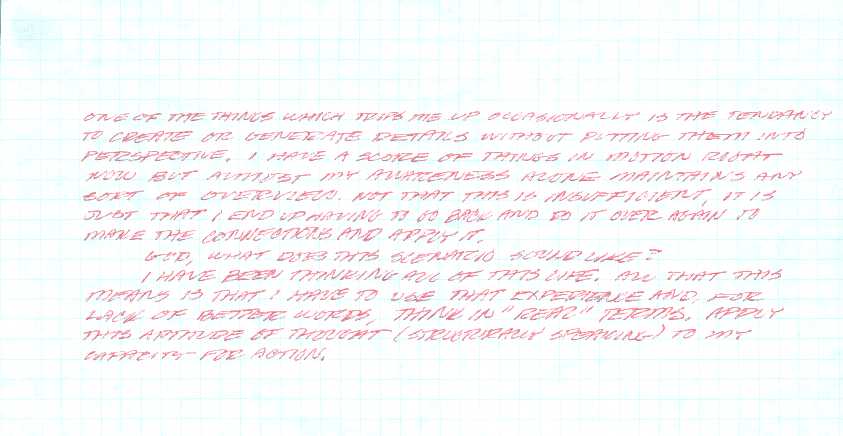 ONE OF THE THINGS WHICH TRIPS ME UP OCCASIONALLY IS THE TENDANCY
TO CREATE OR GENERATE DETAILS WITHOUT PUTTING THEM INTO
PERSPECTIVE. I HAVE A SCORE OF THINGS IN MOTION RIGHT
NOW BUT ALMOST MY AWARENESS ALONE MAINTAINS ANY
SORT OF OVERVIEW. NOT THAT THIS IS INSUFFICIENT, IT IS
JUST THAT I END UP HAVING TO GO BACK AND DO IT OVER AGAIN TO
MAKE THE CONNECTIONS AND APPLY IT.
GOD, WHAT DOES THIS SCENARIO SOUND LIKE?
I HAVE BEEN THINKING ALL OF THIS LIFE. ALL THAT THIS
MEANS IS THAT I HAVE TO USE THAT EXPERIENCE AND, FOR
LACK OF BETTER WORDS, THINK IN "REAL" TERMS. APPLY
THIS APTITUDE OF THOUGHT (STRUCTURALLY SPEAKING) TO MY
CAPACITY FOR ACTION.